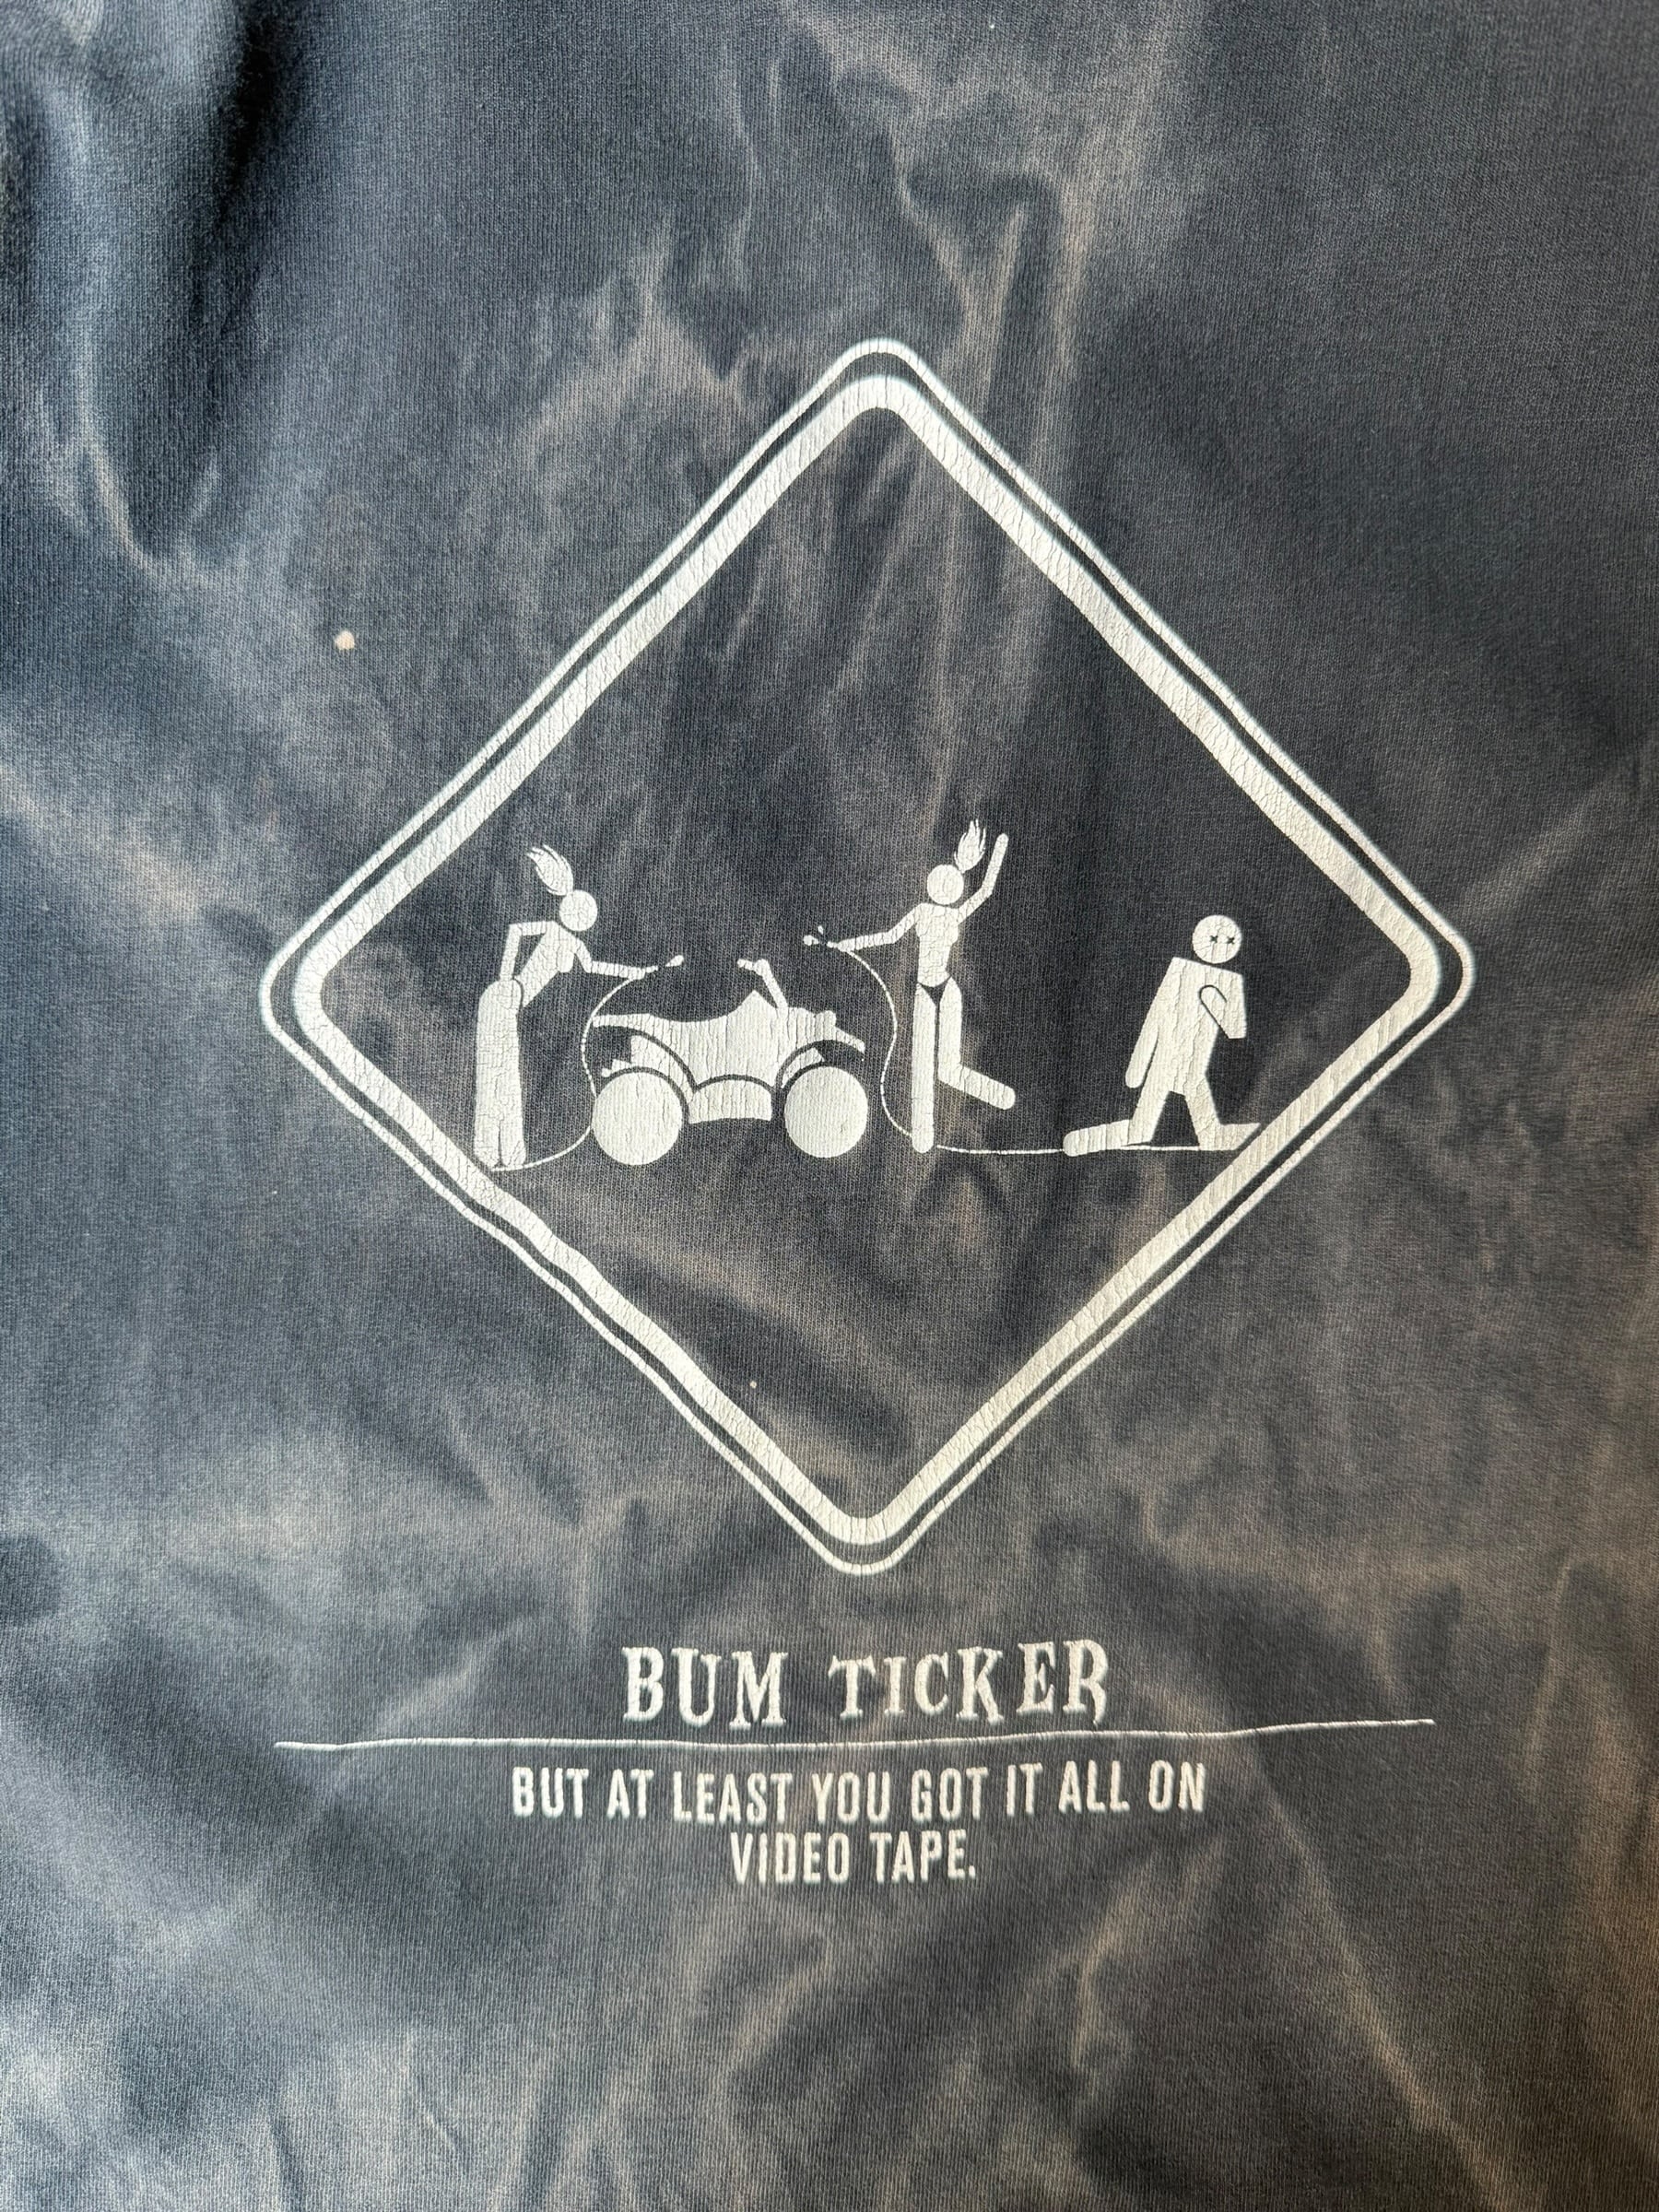 BUM TICKER
BUT AT LEAST YOU GOT IT ALL ON
VIDEO TAPE.